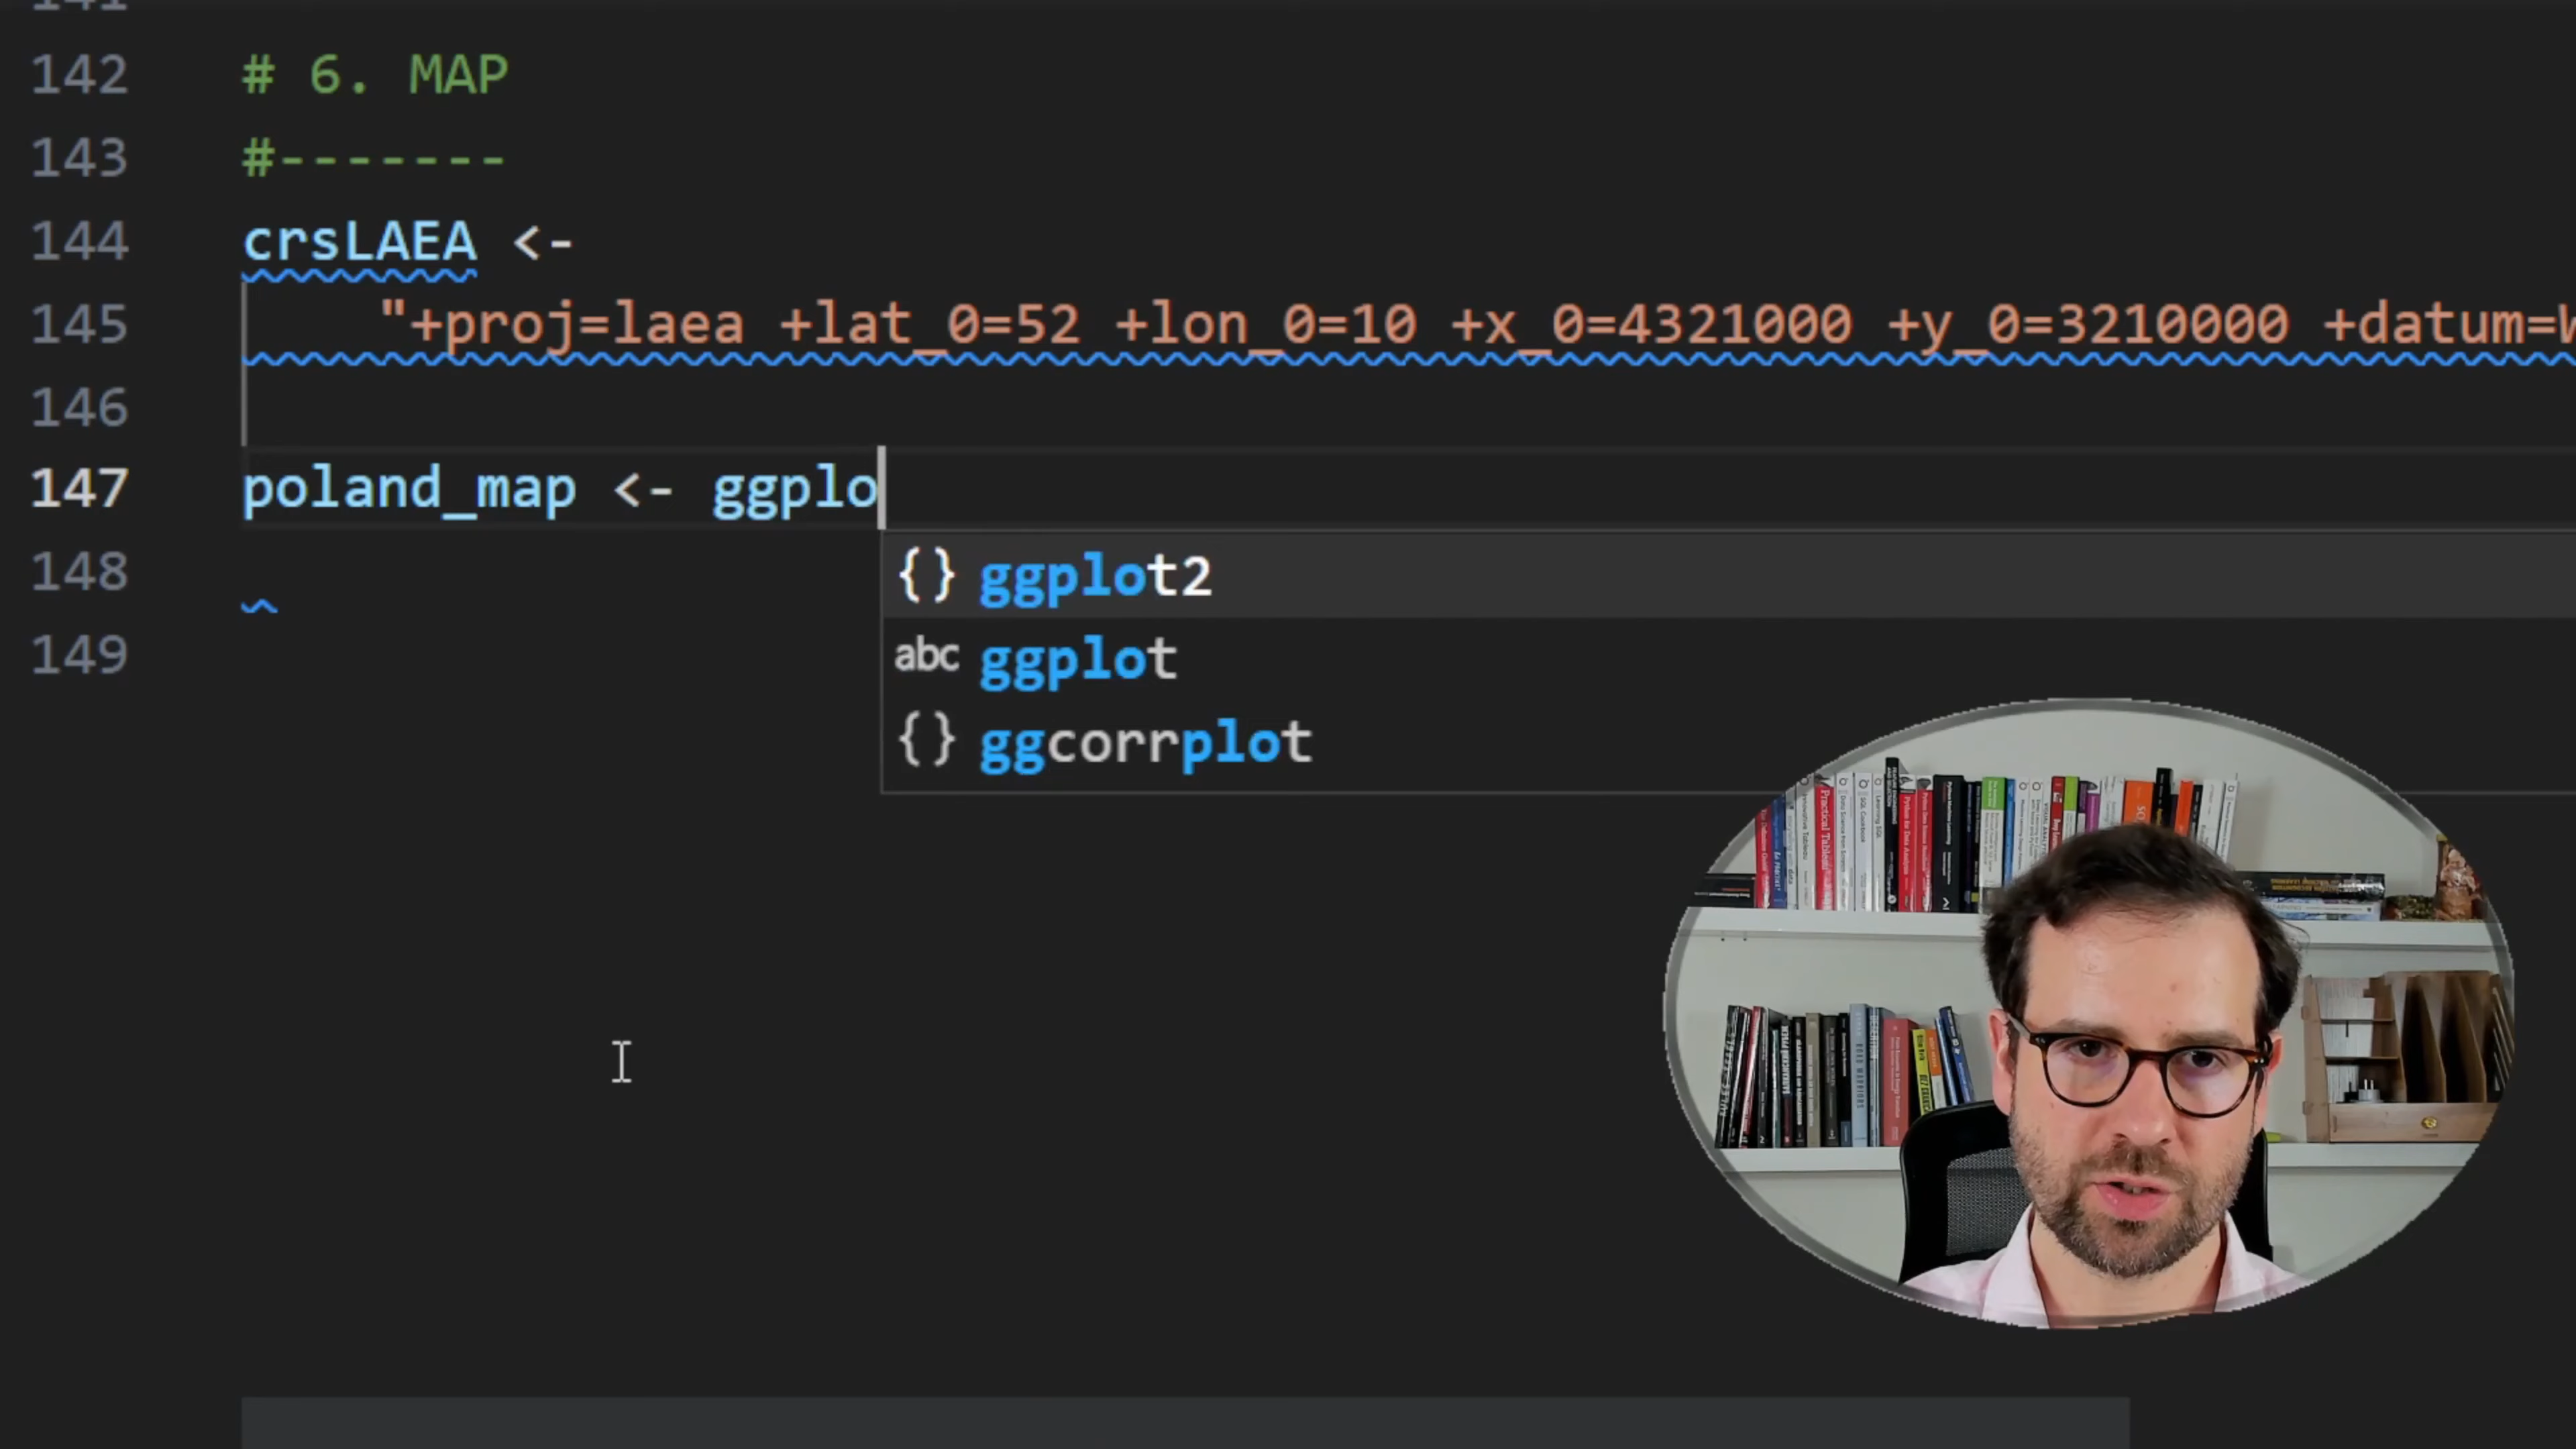 142 # 6. MAP
143 #-------
144 crsLAEA <-
145 "+proj=laea +lat_0=52 +lon_0=10 +x_0=4321000 +y_0=3210000 +datum=
146
147 poland_map <- ggplo
148
149
{} ggplot2
abc ggplot
{} ggcorrplot